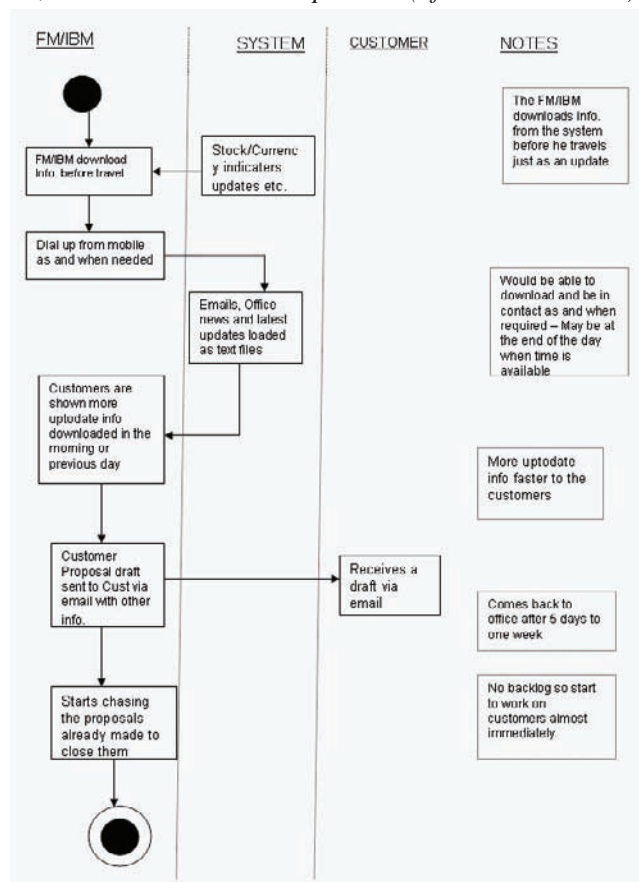 FM/IBM
SYSTEM
CUSTOMER
NOTES
The FM/IBM
downloads info.
from the system
before he travels
just as an update
FM/IBM download
Info. before travel
Stock/Currenc
y indicaters
updates etc.
Dial up from mobile
as and when needed
Emails, Office
news and latest
updates loaded
as text files
Would be able to
download and be in
contact as and when
required – May be at
the end of the day
when time is
available
Customers are
shown more
uptodate info
downloaded in the
morning or
previous day
More uptodate
info faster to the
customers
Customer
Proposal draft
sent to Cust via
email with other
info.
Receives a
draft via
email
Comes back to
office after 5 days to
one week
Starts chasing
the proposals
already made to
close them
No backlog so start
to work on
customers almost
immediately